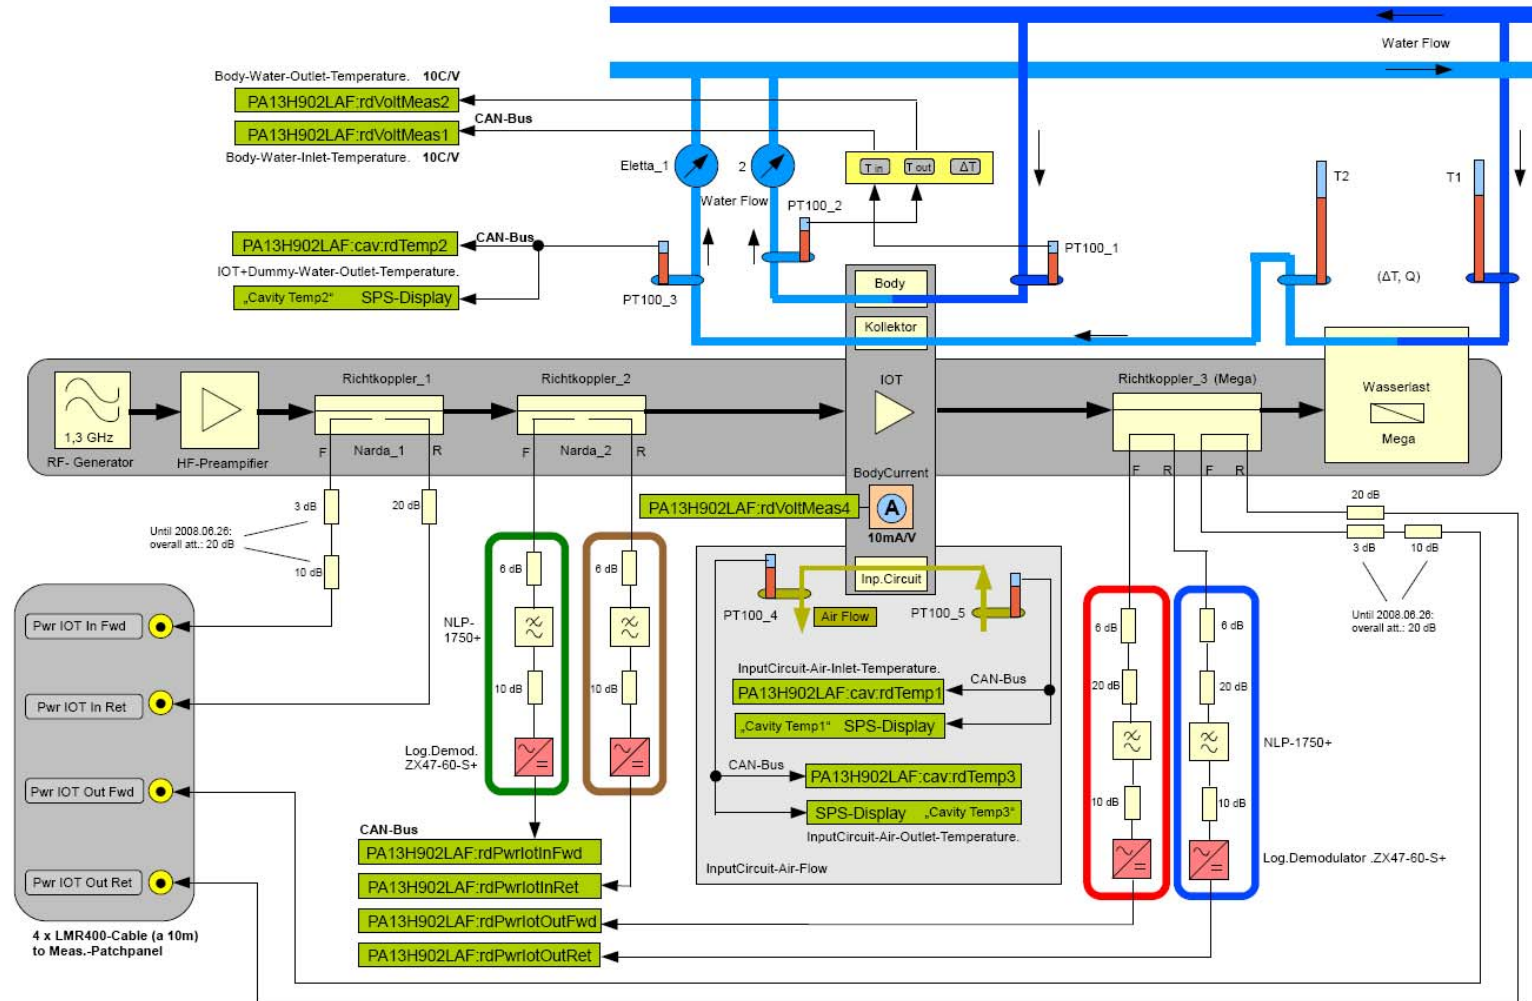 Water Flow
Body-Water-Outlet-Temperature. 10C/V
PA13H902LAF:rdVoltMeas2
CAN-Bus
PA13H902LAF:rdVoltMeas1
Body-Water-Inlet-Temperature. 10C/V
Eletta_1
2
T in
T out
ΔT
T2
T1
Water Flow
PT100_2
PA13H902LAF:cav:rdTemp2
CAN-Bus
PT100_1
IOT+Dummy-Water-Outlet-Temperature.
„Cavity Temp2“ SPS-Display
PT100_3
Body
(ΔT, Q)
Kollektor
Richtkoppler_1
Richtkoppler_2
IOT
Richtkoppler_3 (Mega)
Wasserlast
Mega
1,3 GHz
RF- Generator
HF-Preampifier
F
Narda_1
R
F
Narda_2
R
F
R
F
R
BodyCurrent
PA13H902LAF:rdVoltMeas4
A
10mA/V
3 dB
20 dB
Until 2008.06.26:
overall att.: 20 dB
10 dB
20 dB
3 dB
10 dB
Until 2008.06.26:
overall att.: 20 dB
6 dB
6 dB
Inp.Circuit
PT100_4
Air Flow
PT100_5
NLP-
1750+
10 dB
10 dB
Log.Demod.
ZX47-60-S+
6 dB
6 dB
20 dB
20 dB
NLP-1750+
10 dB
10 dB
Log.Demodulator .ZX47-60-S+
Pwr IOT In Fwd
Pwr IOT In Ret
Pwr IOT Out Fwd
Pwr IOT Out Ret
4 x LMR400-Cable (a 10m)
to Meas.-Patchpanel
InputCircuit-Air-Inlet-Temperature.
PA13H902LAF:cav:rdTemp1
CAN-Bus
„Cavity Temp1“ SPS-Display
CAN-Bus
PA13H902LAF:cav:rdTemp3
SPS-Display „Cavity Temp3“
InputCircuit-Air-Outlet-Temperature.
InputCircuit-Air-Flow
CAN-Bus
PA13H902LAF:rdPwrIotInFwd
PA13H902LAF:rdPwrIotInRet
PA13H902LAF:rdPwrIotOutFwd
PA13H902LAF:rdPwrIotOutRet